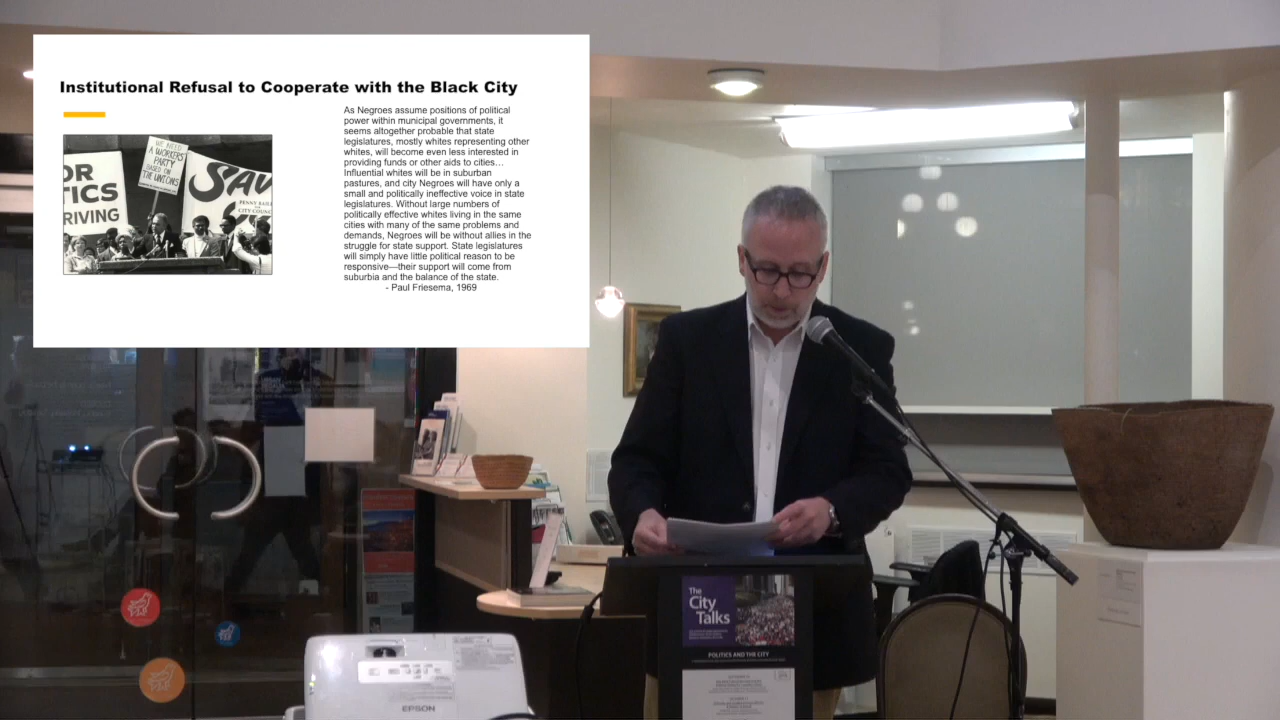 Institutional Refusal to Cooperate with the Black City
As Negroes assume positions of political
power within municipal governments, it
seems altogether probable that state
legislatures, mostly whites representing other
whites, will become even less interested in
providing funds or other aids to cities…
Influential whites will be in suburban
pastures, and city Negroes will have only a
small and politically ineffective voice in state
legislatures. Without large numbers of
politically effective whites living in the same
cities with many of the same problems and
demands, Negroes will be without allies in the
struggle for state support. State legislatures
will simply have little political reason to be
responsive—their support will come from
suburbia and the balance of the state.
- Paul Friesema, 1969
OR
TICS
RIVING
WE NEED
A WORKERS
PARTY
BASED ON
THE UNIONS
SAV
CITY COUNC
The
City
Talks
POLITICS AND THE CITY
EPSON